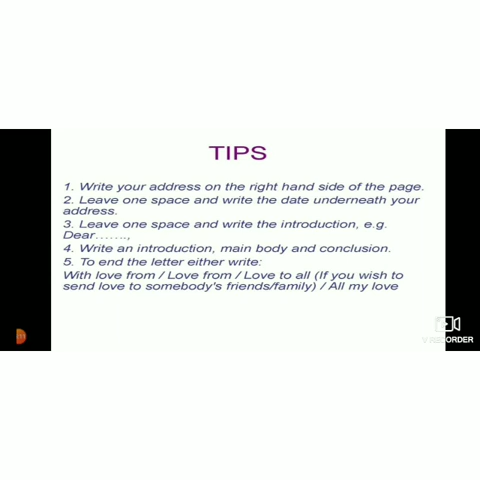 TIPS
1. Write your address on the right hand side of the page.
2. Leave one space and write the date underneath your
address.
3. Leave one space and write the introduction, e.g.
Dear.......,
4. Write an introduction, main body and conclusion.
5. To end the letter either write:
With love from / Love from / Love to all (If you wish to
send love to somebody's friends/family) / All my love
V RECORDER